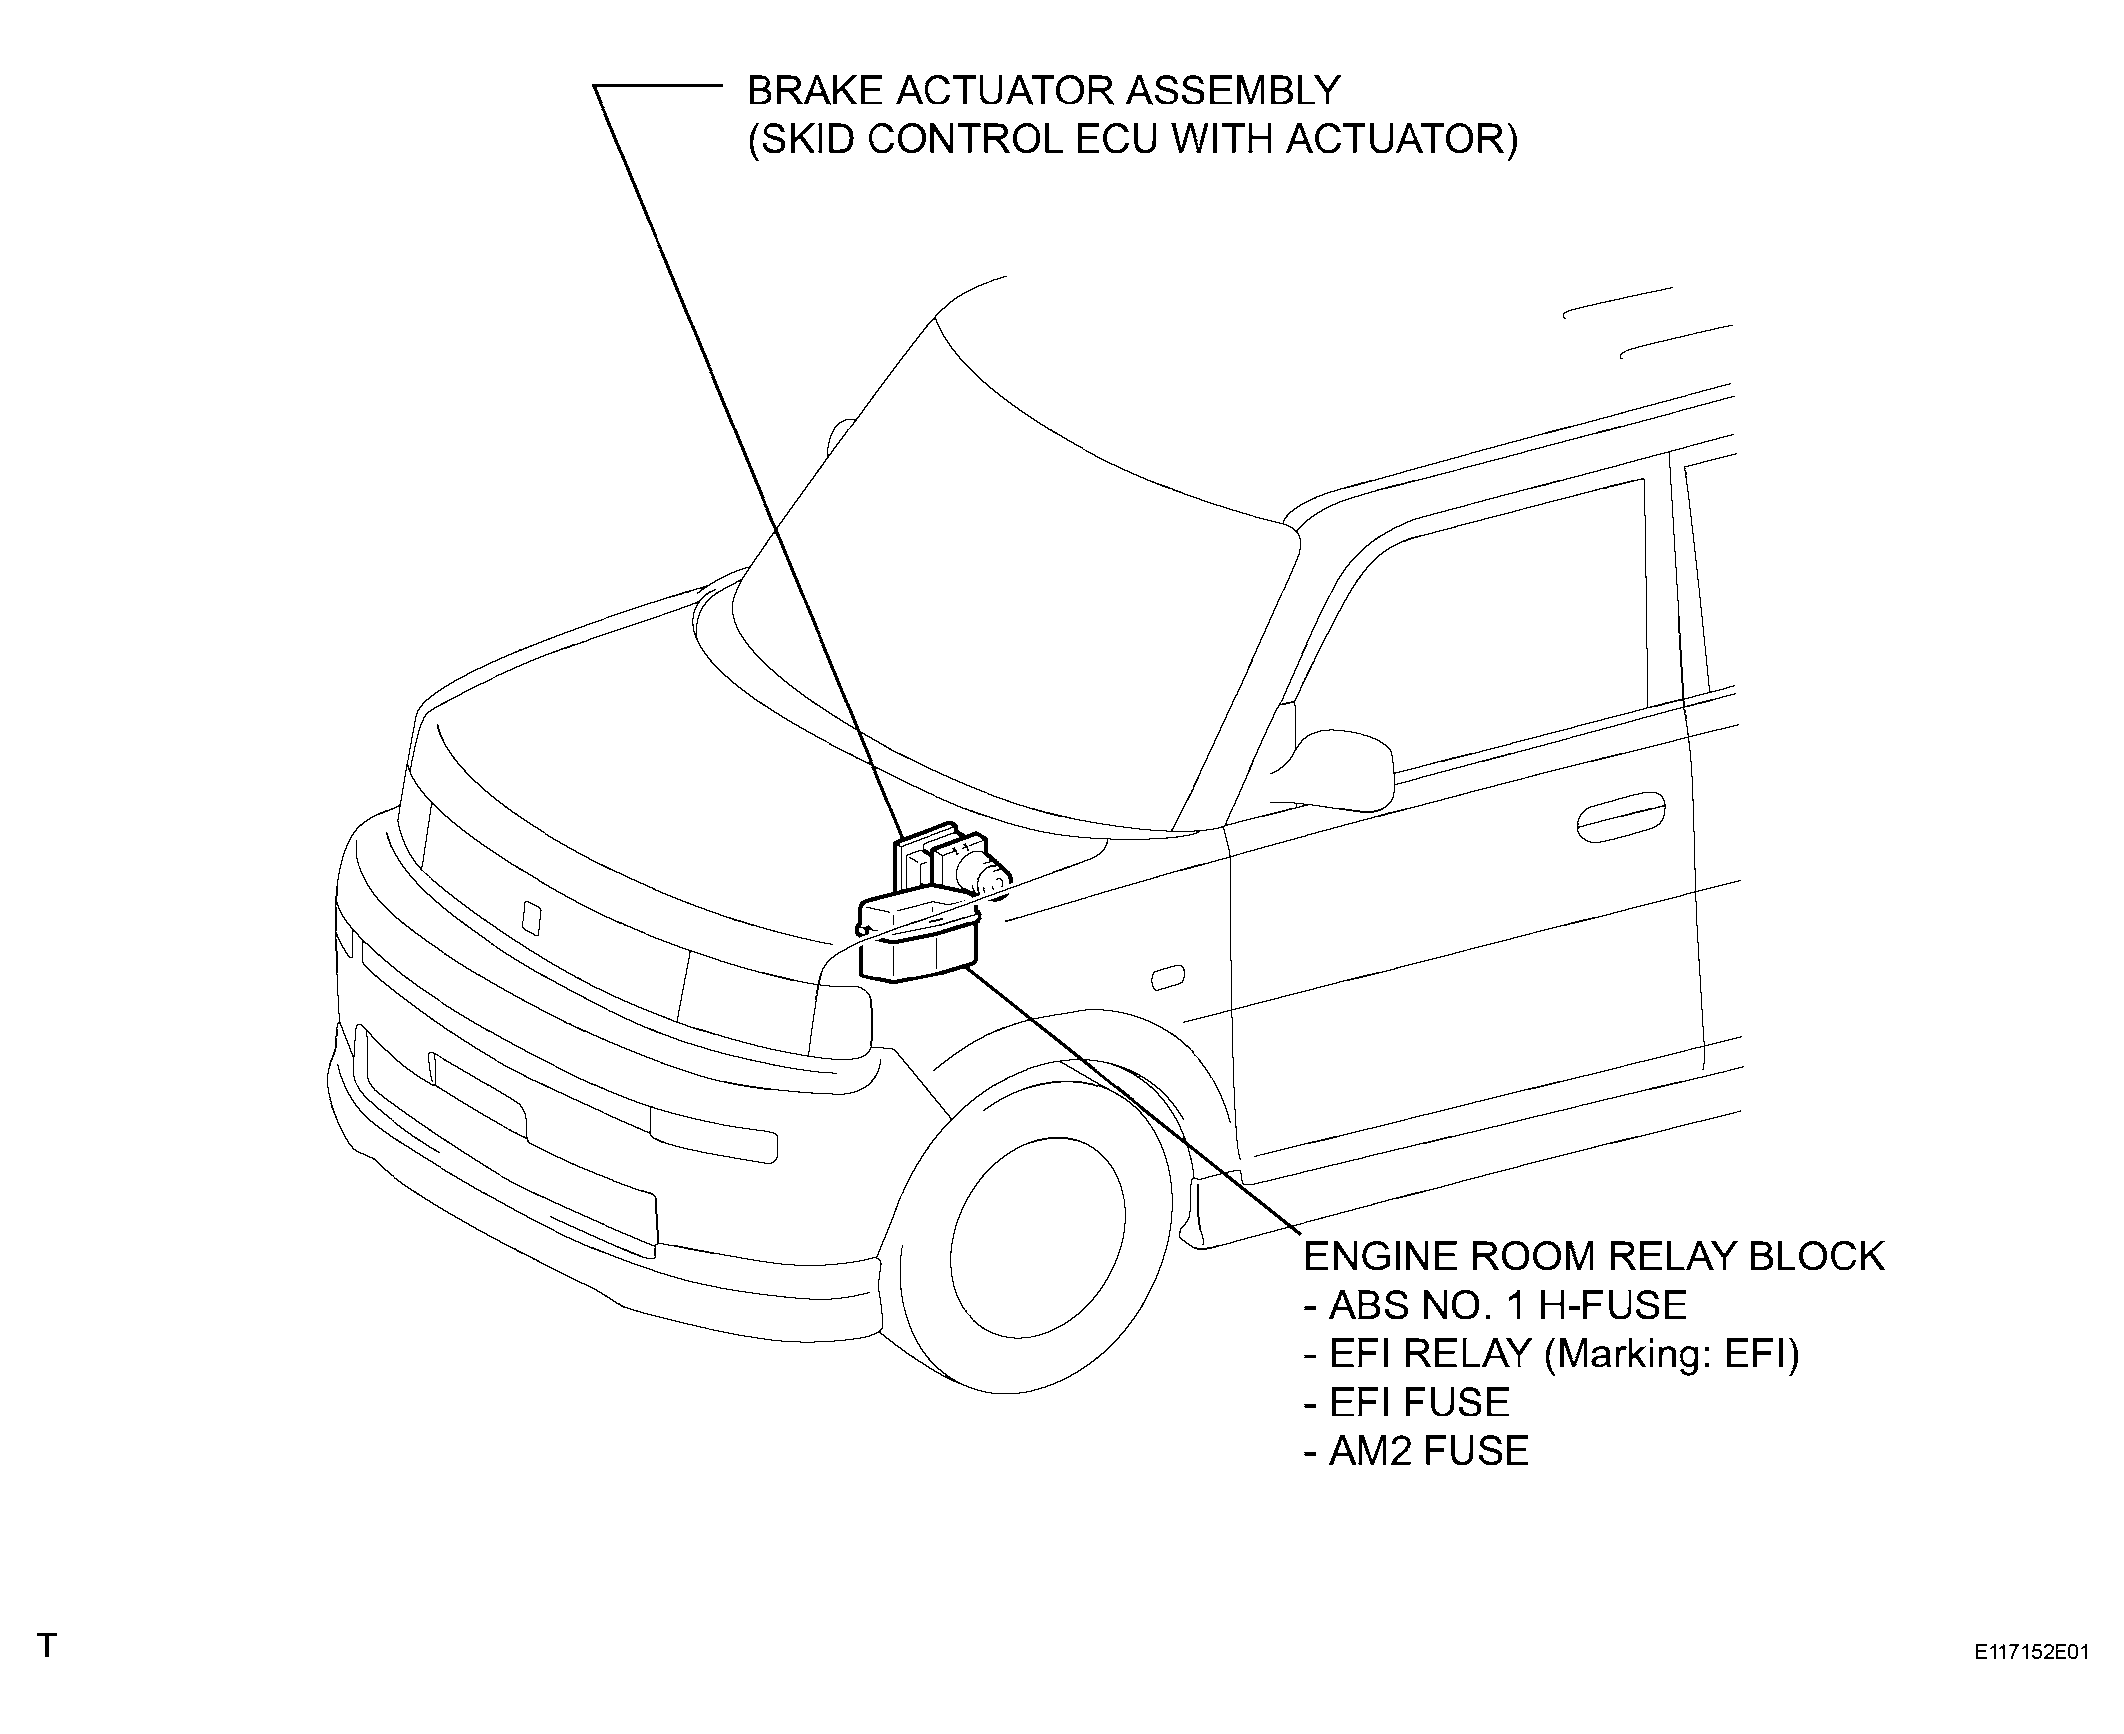 BRAKE ACTUATOR ASSEMBLY
(SKID CONTROL ECU WITH ACTUATOR)
ENGINE ROOM RELAY BLOCK
- ABS NO. 1 H-FUSE
- EFI RELAY (Marking: EFI)
- EFI FUSE
- AM2 FUSE
T
E117152E01